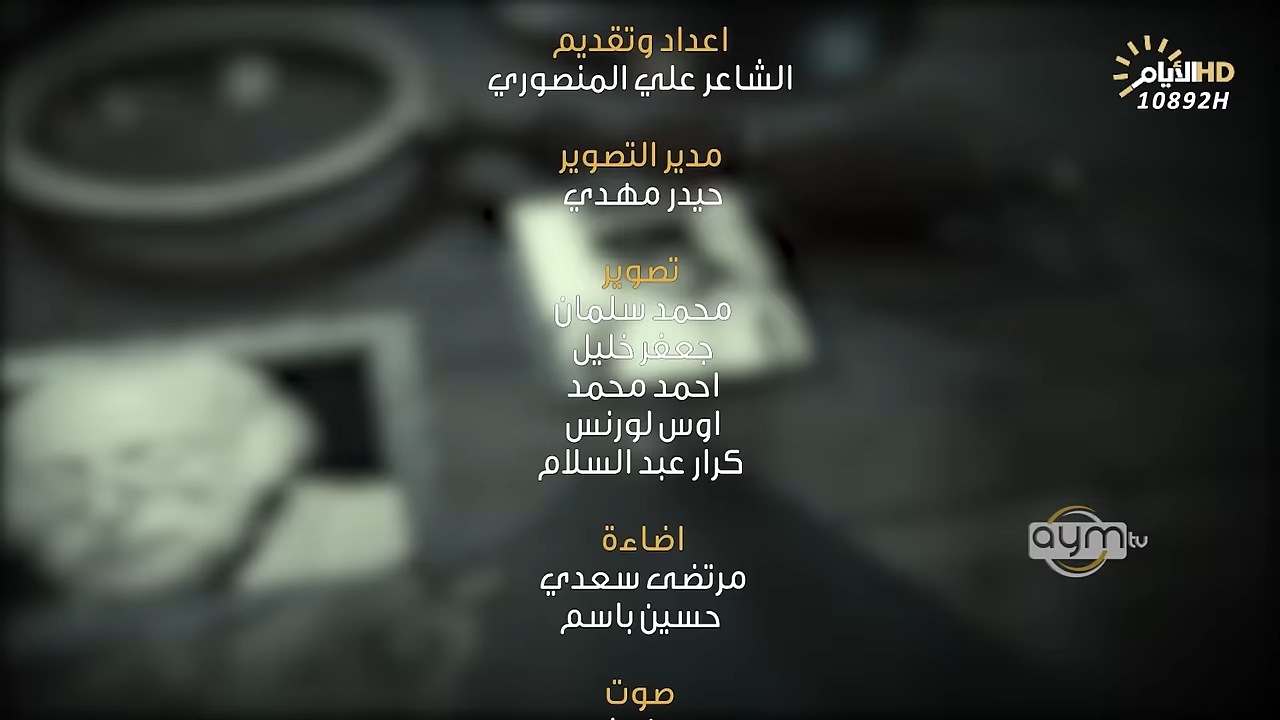 اعداد وتقديم
الشاعر علي المنصوري
الأيام HD
10892H
مدير التصوير
حيدر مهدي
تصوير
محمد سلمان
جعفر خليل
احمد محمد
اوس لورنس
كرار عبد السلام
اضاءة
مرتضى سعدي
حسين باسم
aym tv
صوت